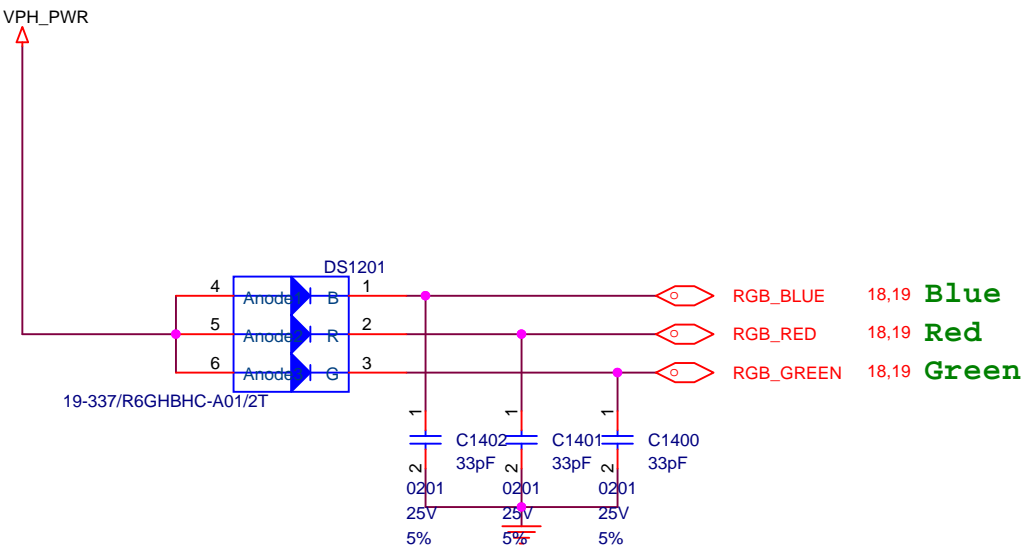 VPH_PWR
DS1201
4 Anode1 B 1 RGB_BLUE 18,19 Blue
5 Anode2 R 2 RGB_RED 18,19 Red
6 Anode3 G 3 RGB_GREEN 18,19 Green
19-337/R6GHBHC-A01/2T
1 1 1
C1402 C1401 C1400
33pF 33pF 33pF
2 2 2
0201 0201 0201
25V 25V 25V
5% 5% 5%